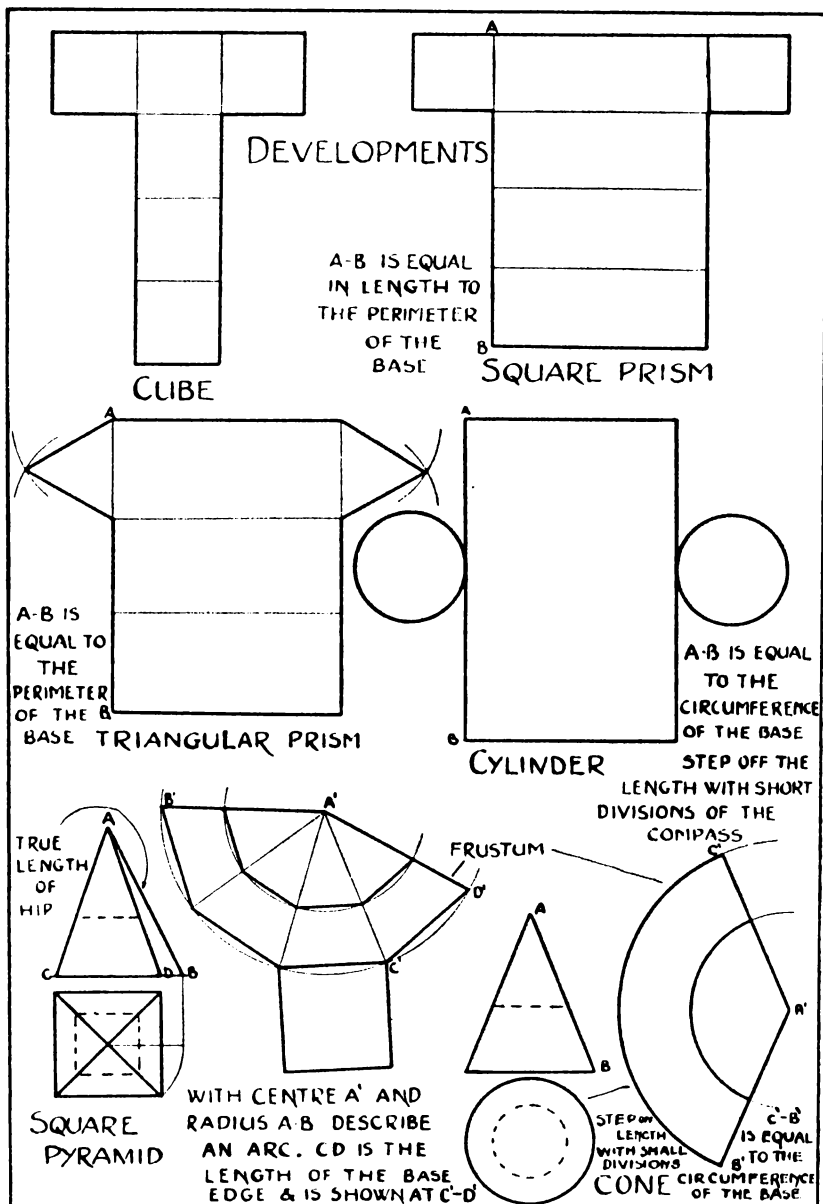 A
DEVELOPMENTS
A-B IS EQUAL
IN LENGTH TO
THE PERIMETER
OF THE
BASE
B
CUBE
SQUARE PRISM
A
A
A-B IS
EQUAL TO
THE
PERIMETER
OF THE
BASE
B
TRIANGULAR PRISM
B
CYLINDER
A-B IS EQUAL
TO THE
CIRCUMFERENCE
OF THE BASE
STEP OFF THE
LENGTH WITH SHORT
DIVISIONS OF THE
COMPASS
A
TRUE
LENGTH
OF
HIP
C
D
B
B'
A'
D'
C'
FRUSTUM
A
B
C'
A'
B'
SQUARE
PYRAMID
WITH CENTRE A' AND
RADIUS A-B DESCRIBE
AN ARC. CD IS THE
LENGTH OF THE BASE
EDGE & IS SHOWN AT C'-D'
STEP OFF
LENGTH
WITH SMALL
DIVISIONS
CONE
C'-B'
IS EQUAL
TO THE
CIRCUMFERENCE
OF THE BASE